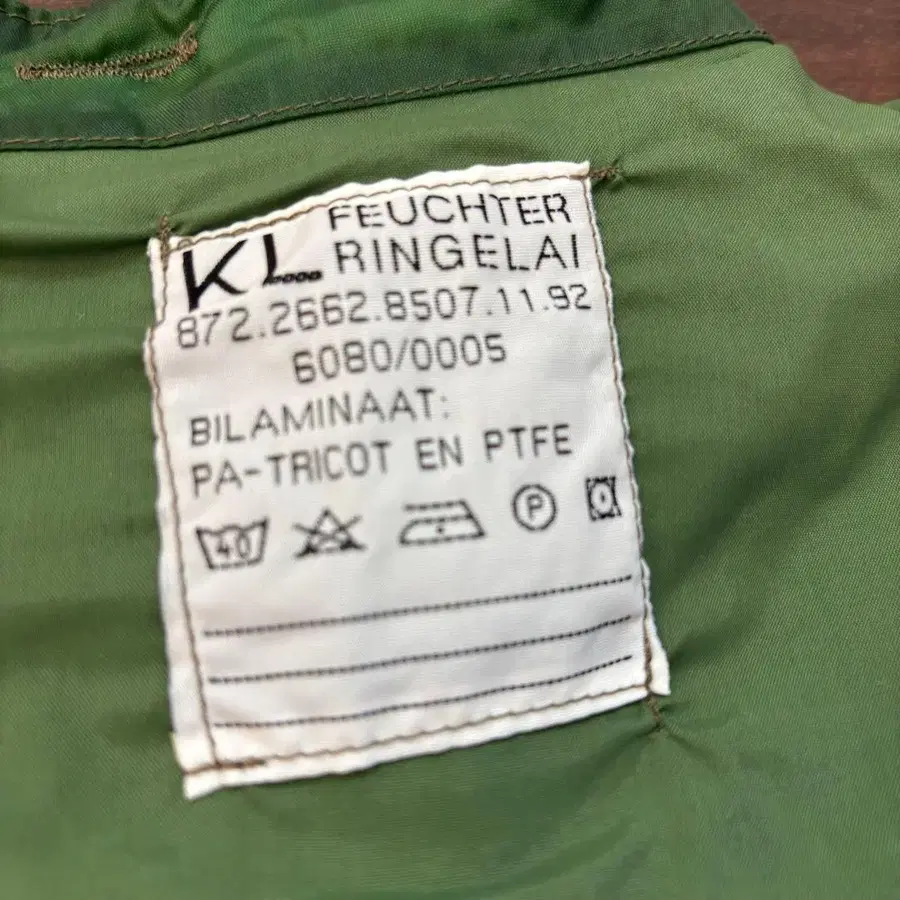 KL FEUCHTER
RINGELAI
872.2662.8507.11.92
6080/0005
BILAMINAAT:
PA-TRICOT EN PTFE
40 P